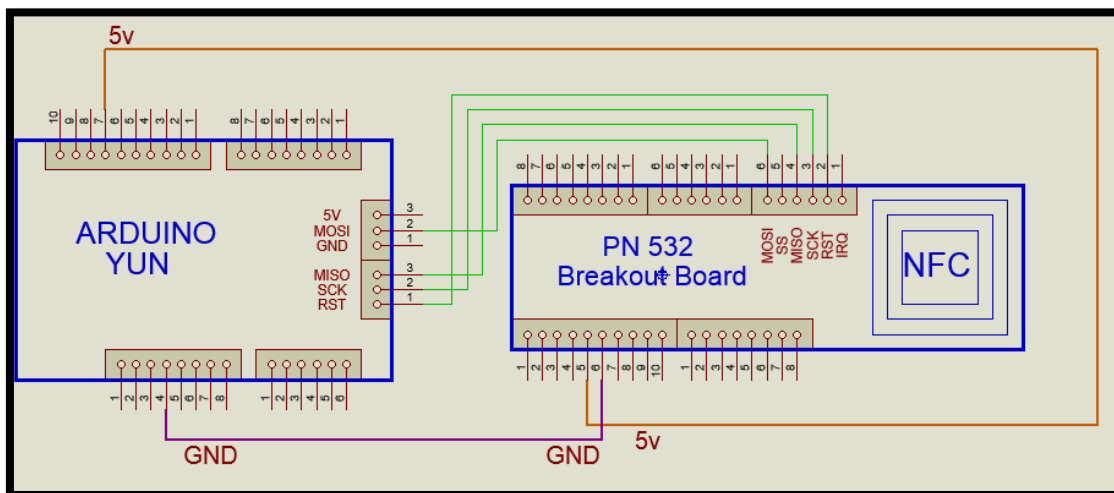 5v
10 9 8 7 6 5 4 3 2 1
8 7 6 5 4 3 2 1
8 7 6 5 4 3 2 1
6 5 4 3 2 1
6 5 4 3 2 1
5V 3
MOSI 2
GND 1
MISO 3
SCK 2
RST 1
ARDUINO
YUN
MOSI
SS
MISO
SCK
RST
IRQ
PN 532
Breakout Board
NFC
1 2 3 4 5 6 7 8
1 2 3 4 5 6
1 2 3 4 5 6 7 8 9 10
1 2 3 4 5 6 7 8
GND
GND
5v